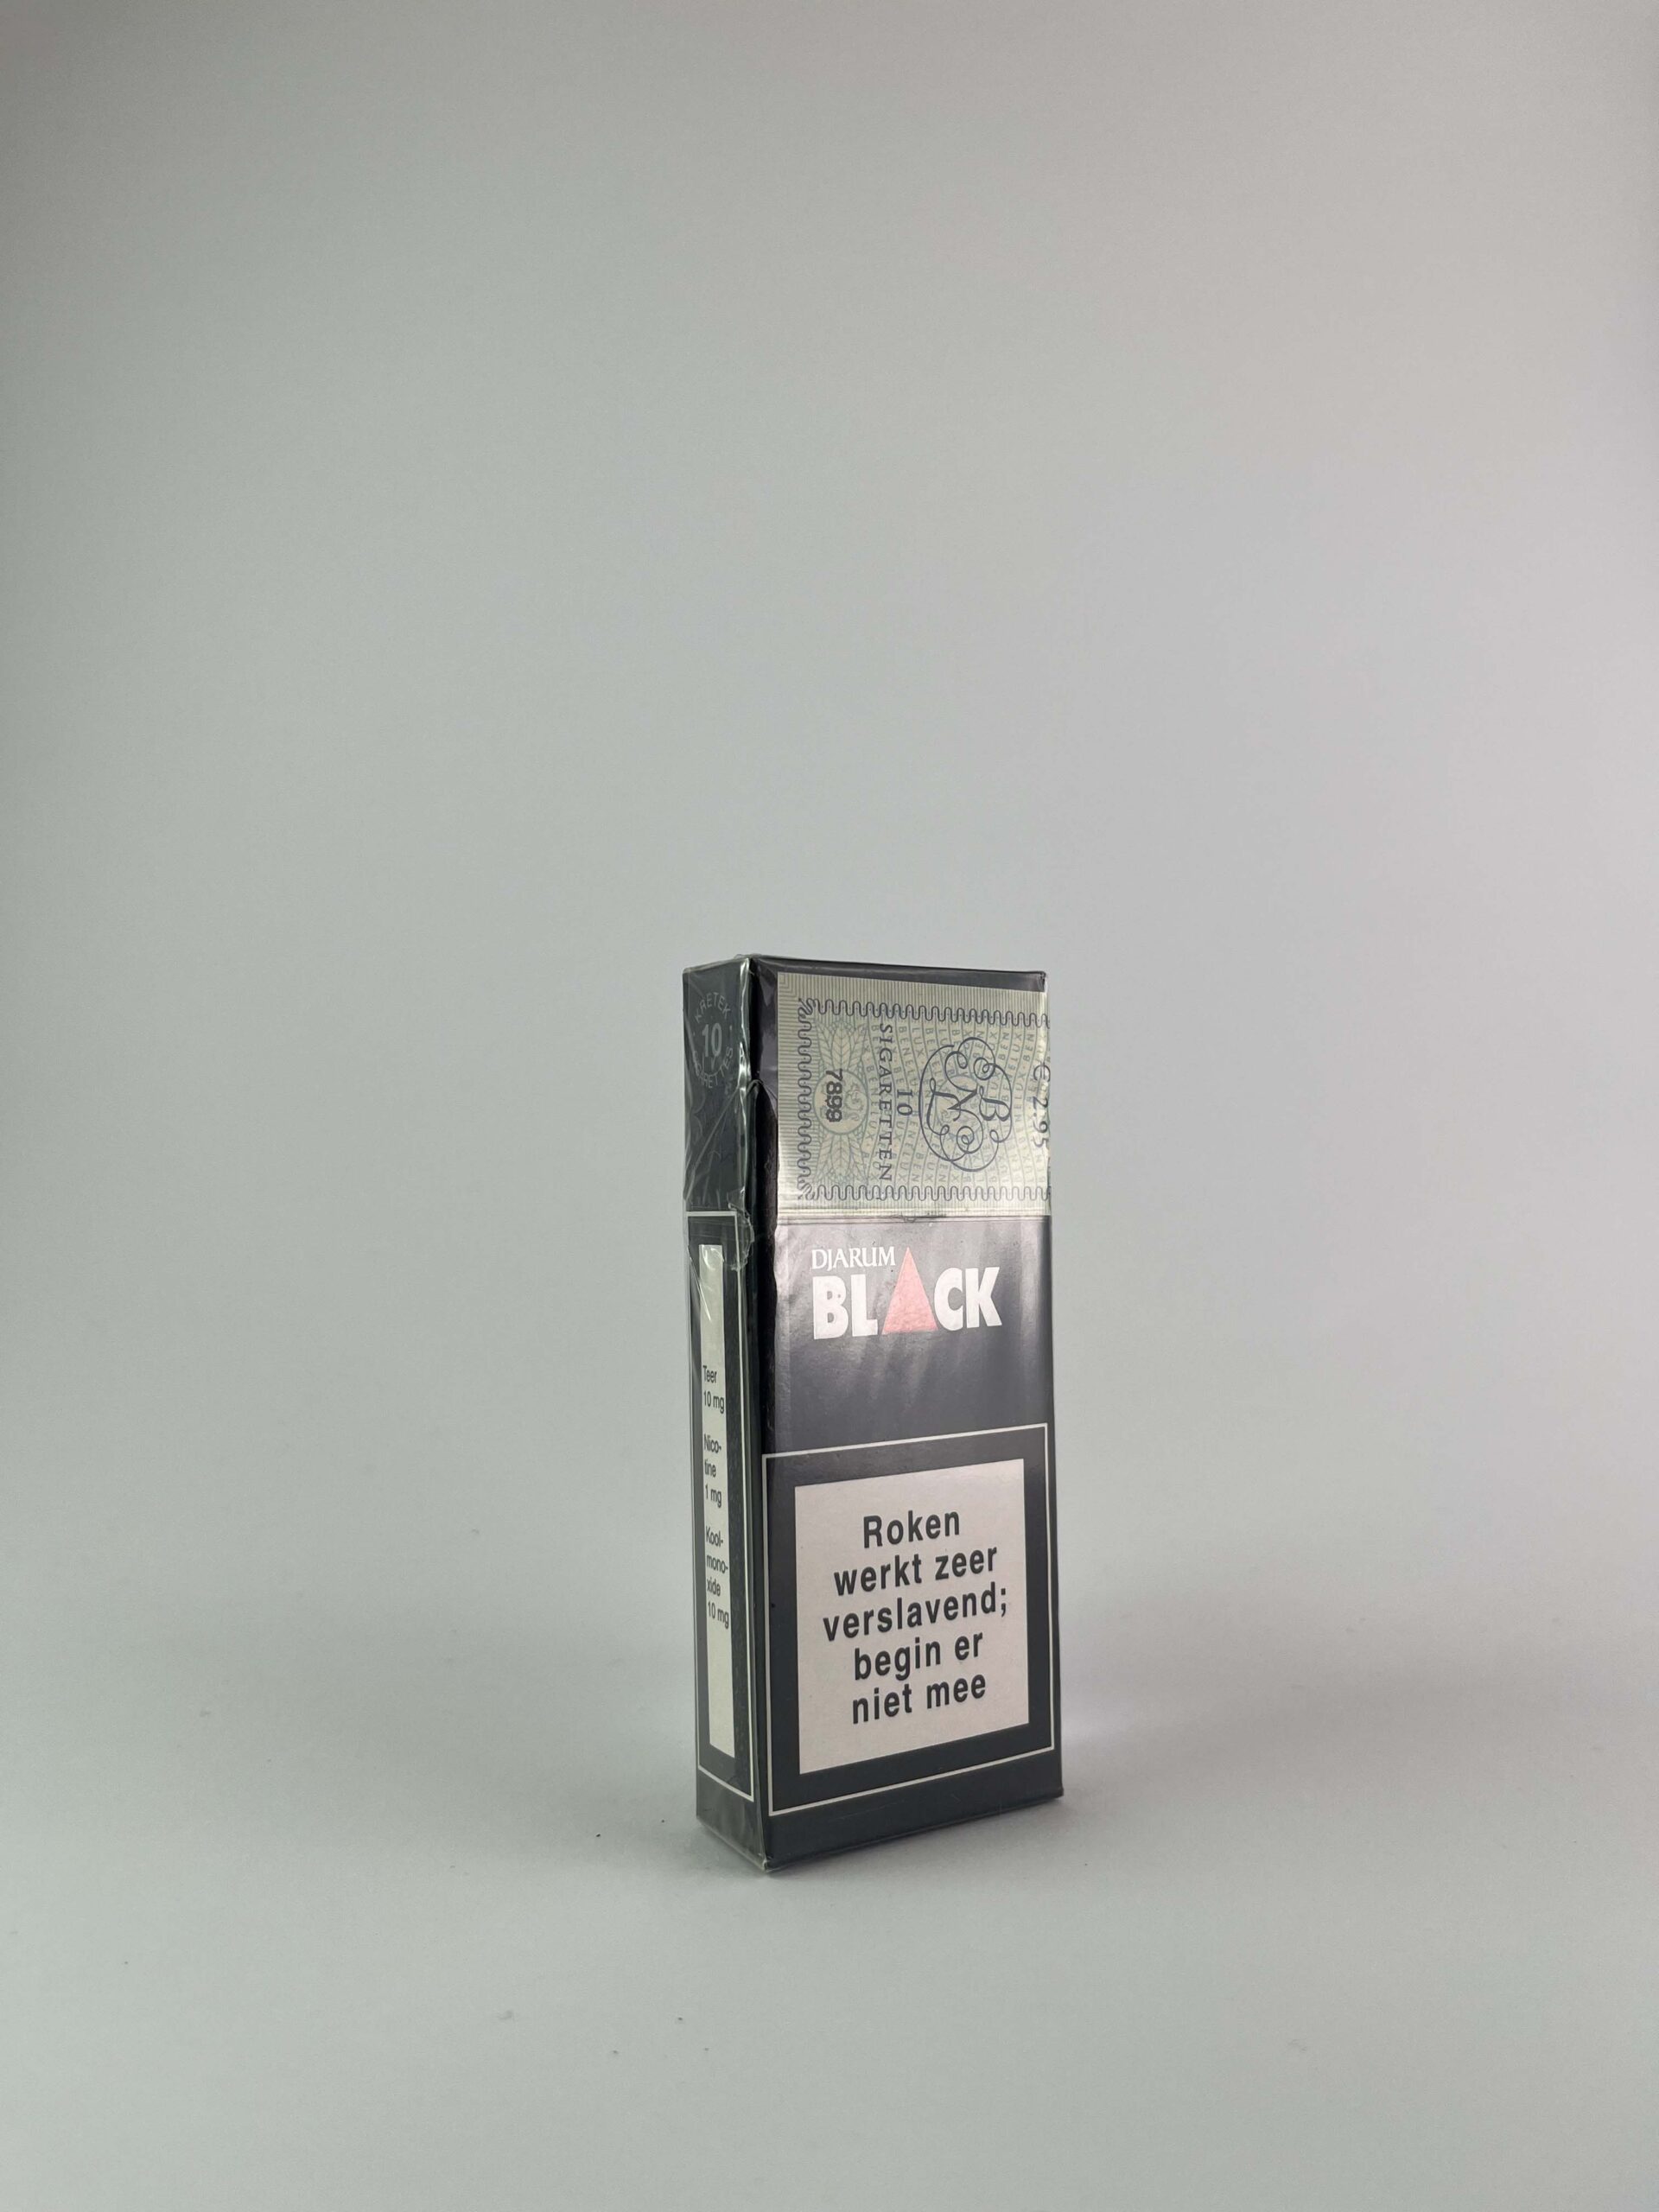 KRETEK
10
€ 2.95
BNL
10
SIGARETTEN
7899
DJARUM
BLACK
Teer
10 mg
Nico-
tine
1 mg
Kool-
mono-
xide
10 mg
Roken
werkt zeer
verslavend;
begin er
niet mee